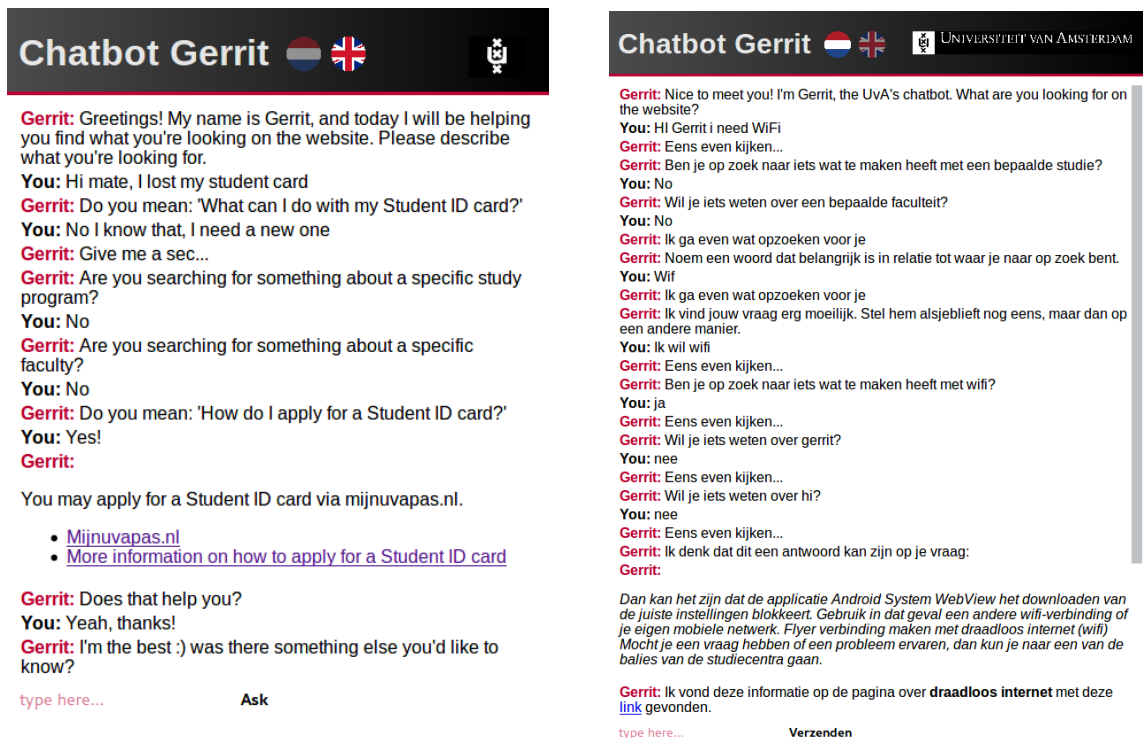 Chatbot Gerrit
Gerrit: Greetings! My name is Gerrit, and today I will be helping
you find what you're looking on the website. Please describe
what you're looking for.
You: Hi mate, I lost my student card
Gerrit: Do you mean: 'What can I do with my Student ID card?'
You: No I know that, I need a new one
Gerrit: Give me a sec...
Gerrit: Are you searching for something about a specific study
program?
You: No
Gerrit: Are you searching for something about a specific
faculty?
You: No
Gerrit: Do you mean: 'How do I apply for a Student ID card?'
You: Yes!
Gerrit:
You may apply for a Student ID card via mijnuvapas.nl.
• Mijnuvapas.nl
• More information on how to apply for a Student ID card
Gerrit: Does that help you?
You: Yeah, thanks!
Gerrit: I'm the best :) was there something else you'd like to
know?
type here... Ask
Chatbot Gerrit UNIVERSITEIT VAN AMSTERDAM
Gerrit: Nice to meet you! I'm Gerrit, the UvA's chatbot. What are you looking for on
the website?
You: HI Gerrit i need WiFi
Gerrit: Eens even kijken...
Gerrit: Ben je op zoek naar iets wat te maken heeft met een bepaalde studie?
You: No
Gerrit: Wil je iets weten over een bepaalde faculteit?
You: No
Gerrit: Ik ga even wat opzoeken voor je
Gerrit: Noem een woord dat belangrijk is in relatie tot waar je naar op zoek bent.
You: Wif
Gerrit: Ik ga even wat opzoeken voor je
Gerrit: Ik vind jouw vraag erg moeilijk. Stel hem alsjeblieft nog eens, maar dan op
een andere manier.
You: Ik wil wifi
Gerrit: Eens even kijken...
Gerrit: Ben je op zoek naar iets wat te maken heeft met wifi?
You: ja
Gerrit: Eens even kijken...
Gerrit: Wil je iets weten over gerrit?
You: nee
Gerrit: Eens even kijken...
Gerrit: Wil je iets weten over hi?
You: nee
Gerrit: Eens even kijken...
Gerrit: Ik denk dat dit een antwoord kan zijn op je vraag:
Gerrit:
Dan kan het zijn dat de applicatie Android System WebView het downloaden van
de juiste instellingen blokkeert. Gebruik in dat geval een andere wifi-verbinding of
je eigen mobiele netwerk. Flyer verbinding maken met draadloos internet (wifi)
Mocht je een vraag hebben of een probleem ervaren, dan kun je naar een van de
balies van de studiecentra gaan.
Gerrit: Ik vond deze informatie op de pagina over draadloos internet met deze
link gevonden.
type here... Verzenden